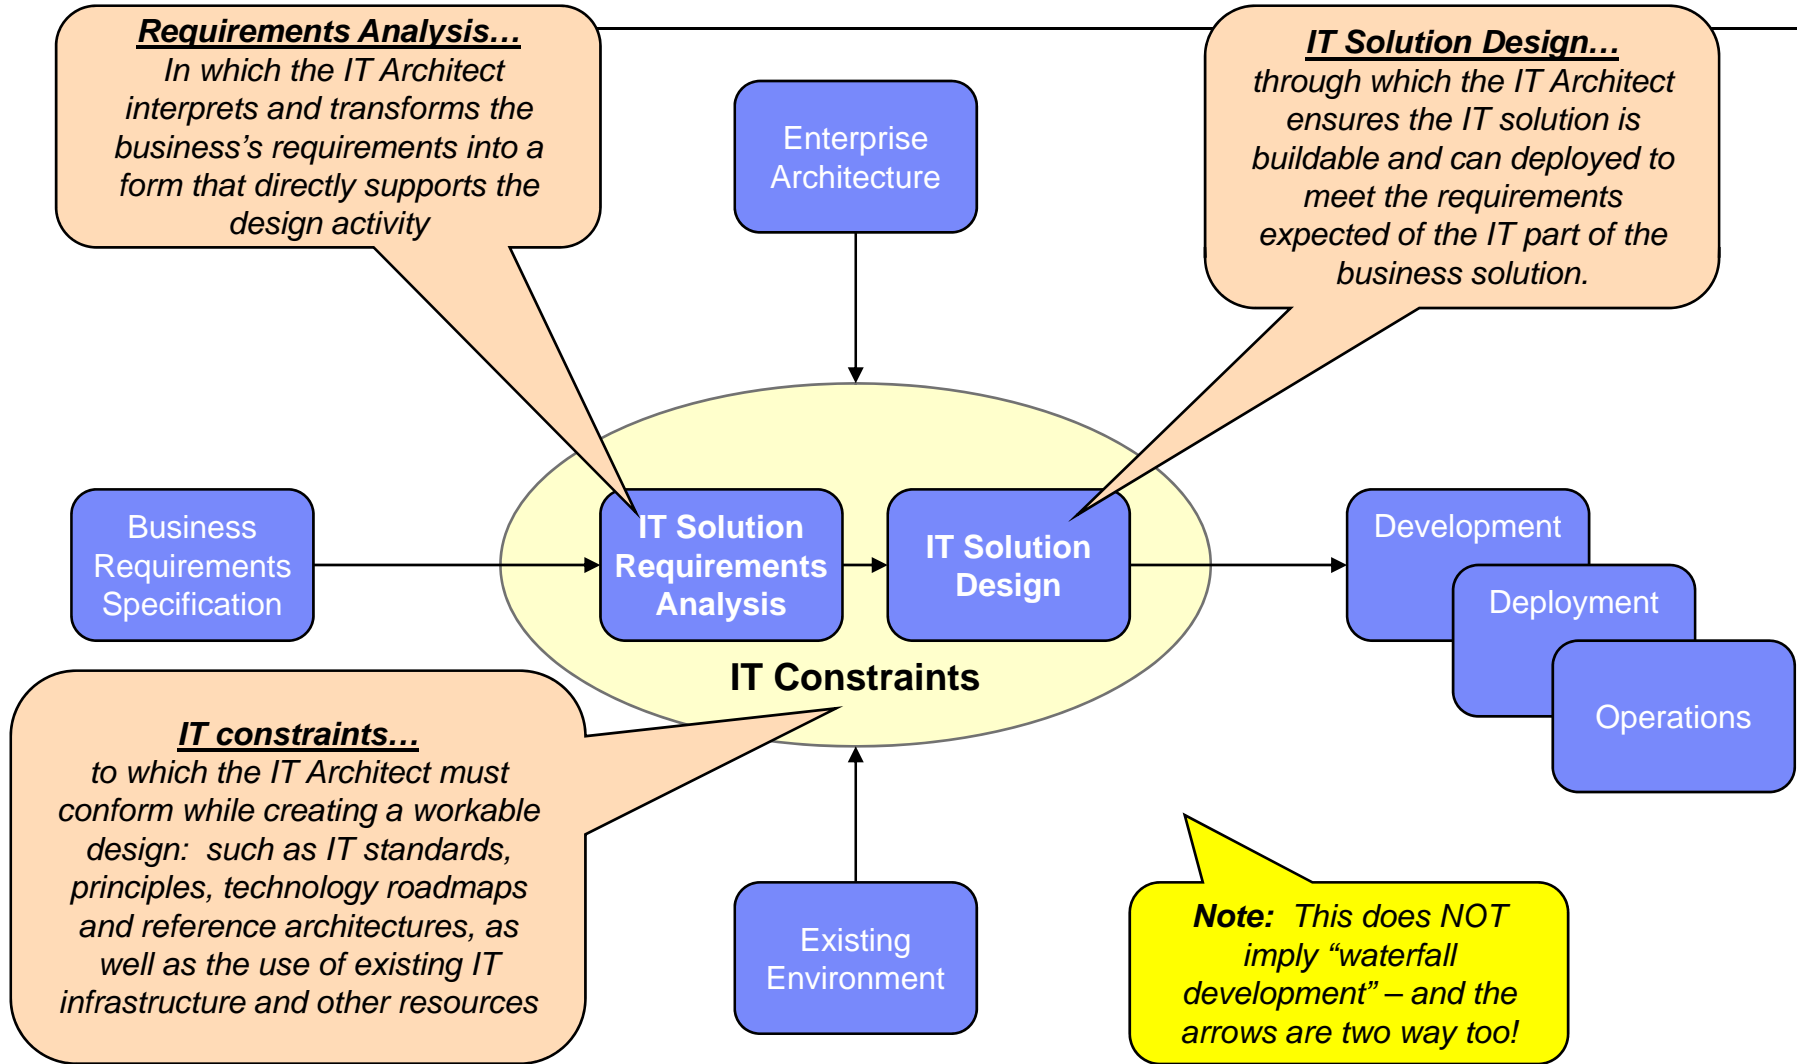 Requirements Analysis…
In which the IT Architect
interprets and transforms the
business’s requirements into a
form that directly supports the
design activity
IT Solution Design…
through which the IT Architect
ensures the IT solution is
buildable and can deployed to
meet the requirements
expected of the IT part of the
business solution.
Enterprise
Architecture
Business
Requirements
Specification
IT Solution
Requirements
Analysis
IT Solution
Design
Development
Deployment
Operations
IT Constraints
IT constraints…
to which the IT Architect must
conform while creating a workable
design:  such as IT standards,
principles, technology roadmaps
and reference architectures, as
well as the use of existing IT
infrastructure and other resources
Existing
Environment
Note:  This does NOT
imply “waterfall
development” – and the
arrows are two way too!